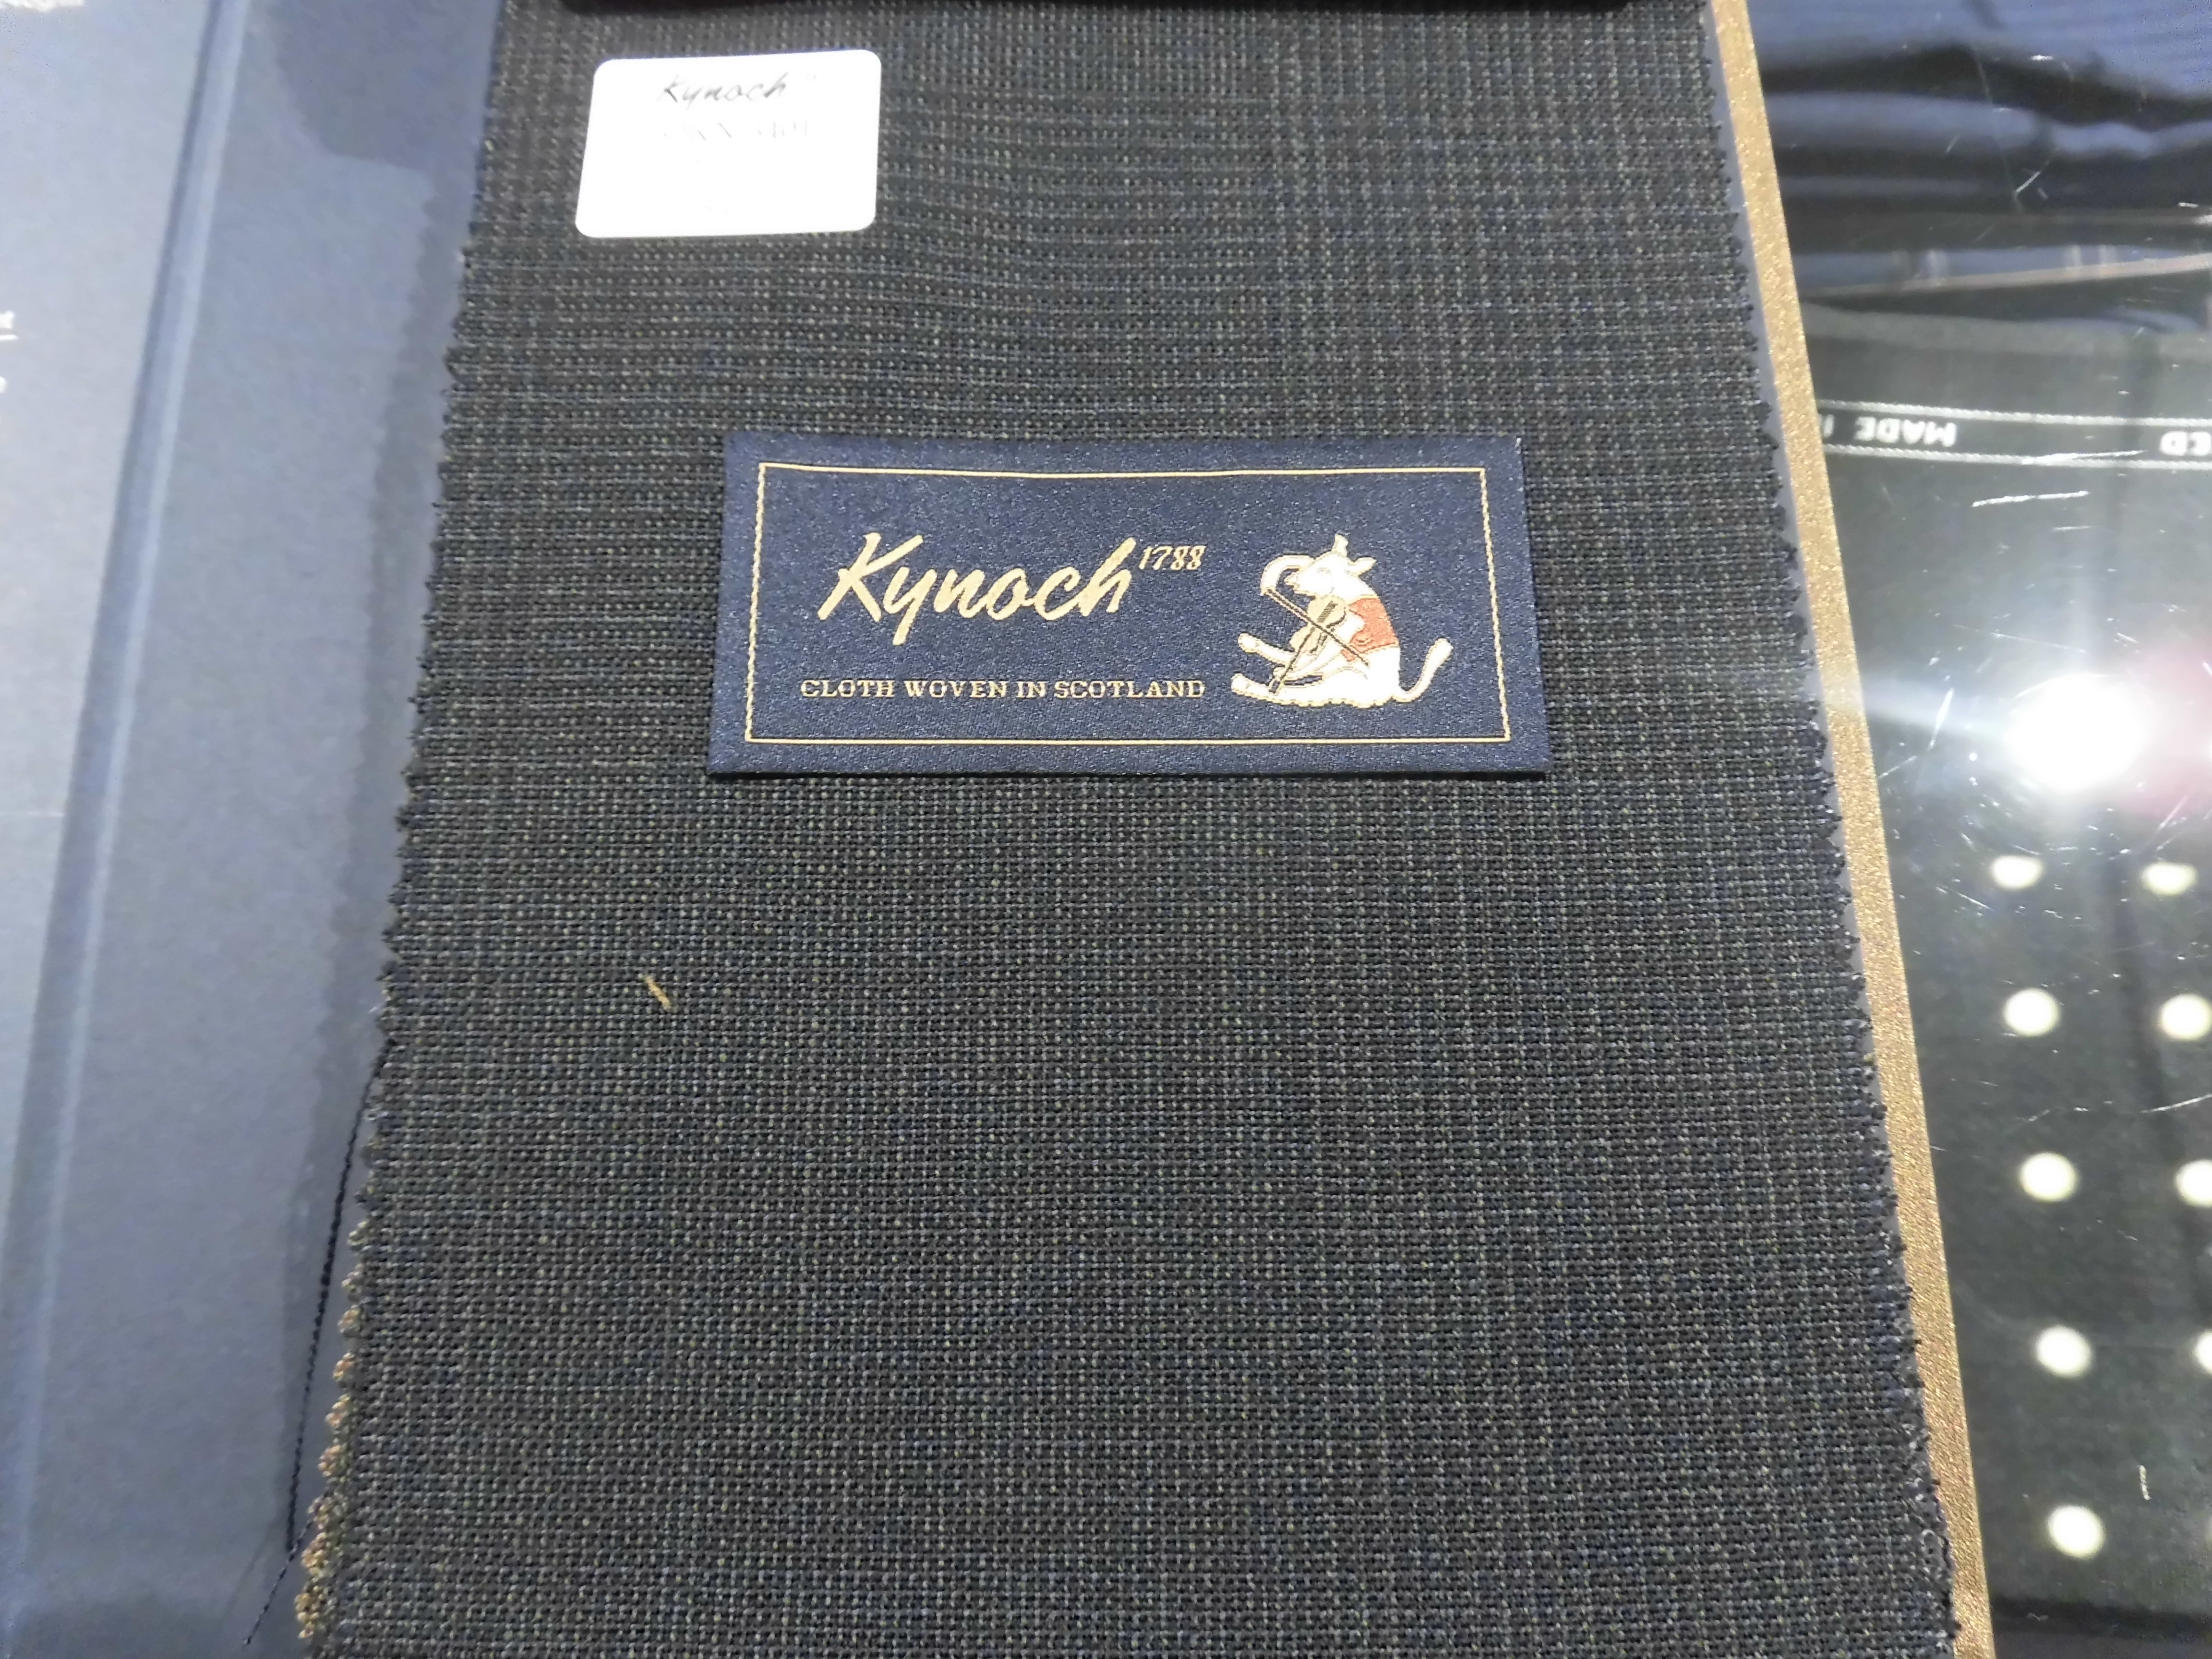 Kynoch
Kynoch 1788
CLOTH WOVEN IN SCOTLAND
MADE